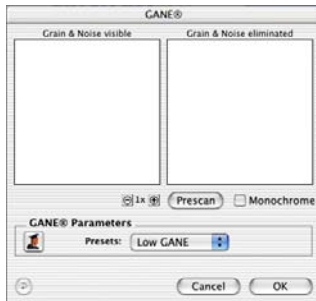 GANE®
Grain & Noise visible Grain & Noise eliminated
1x Prescan Monochrome
GANE® Parameters
Presets: Low GANE
Cancel OK